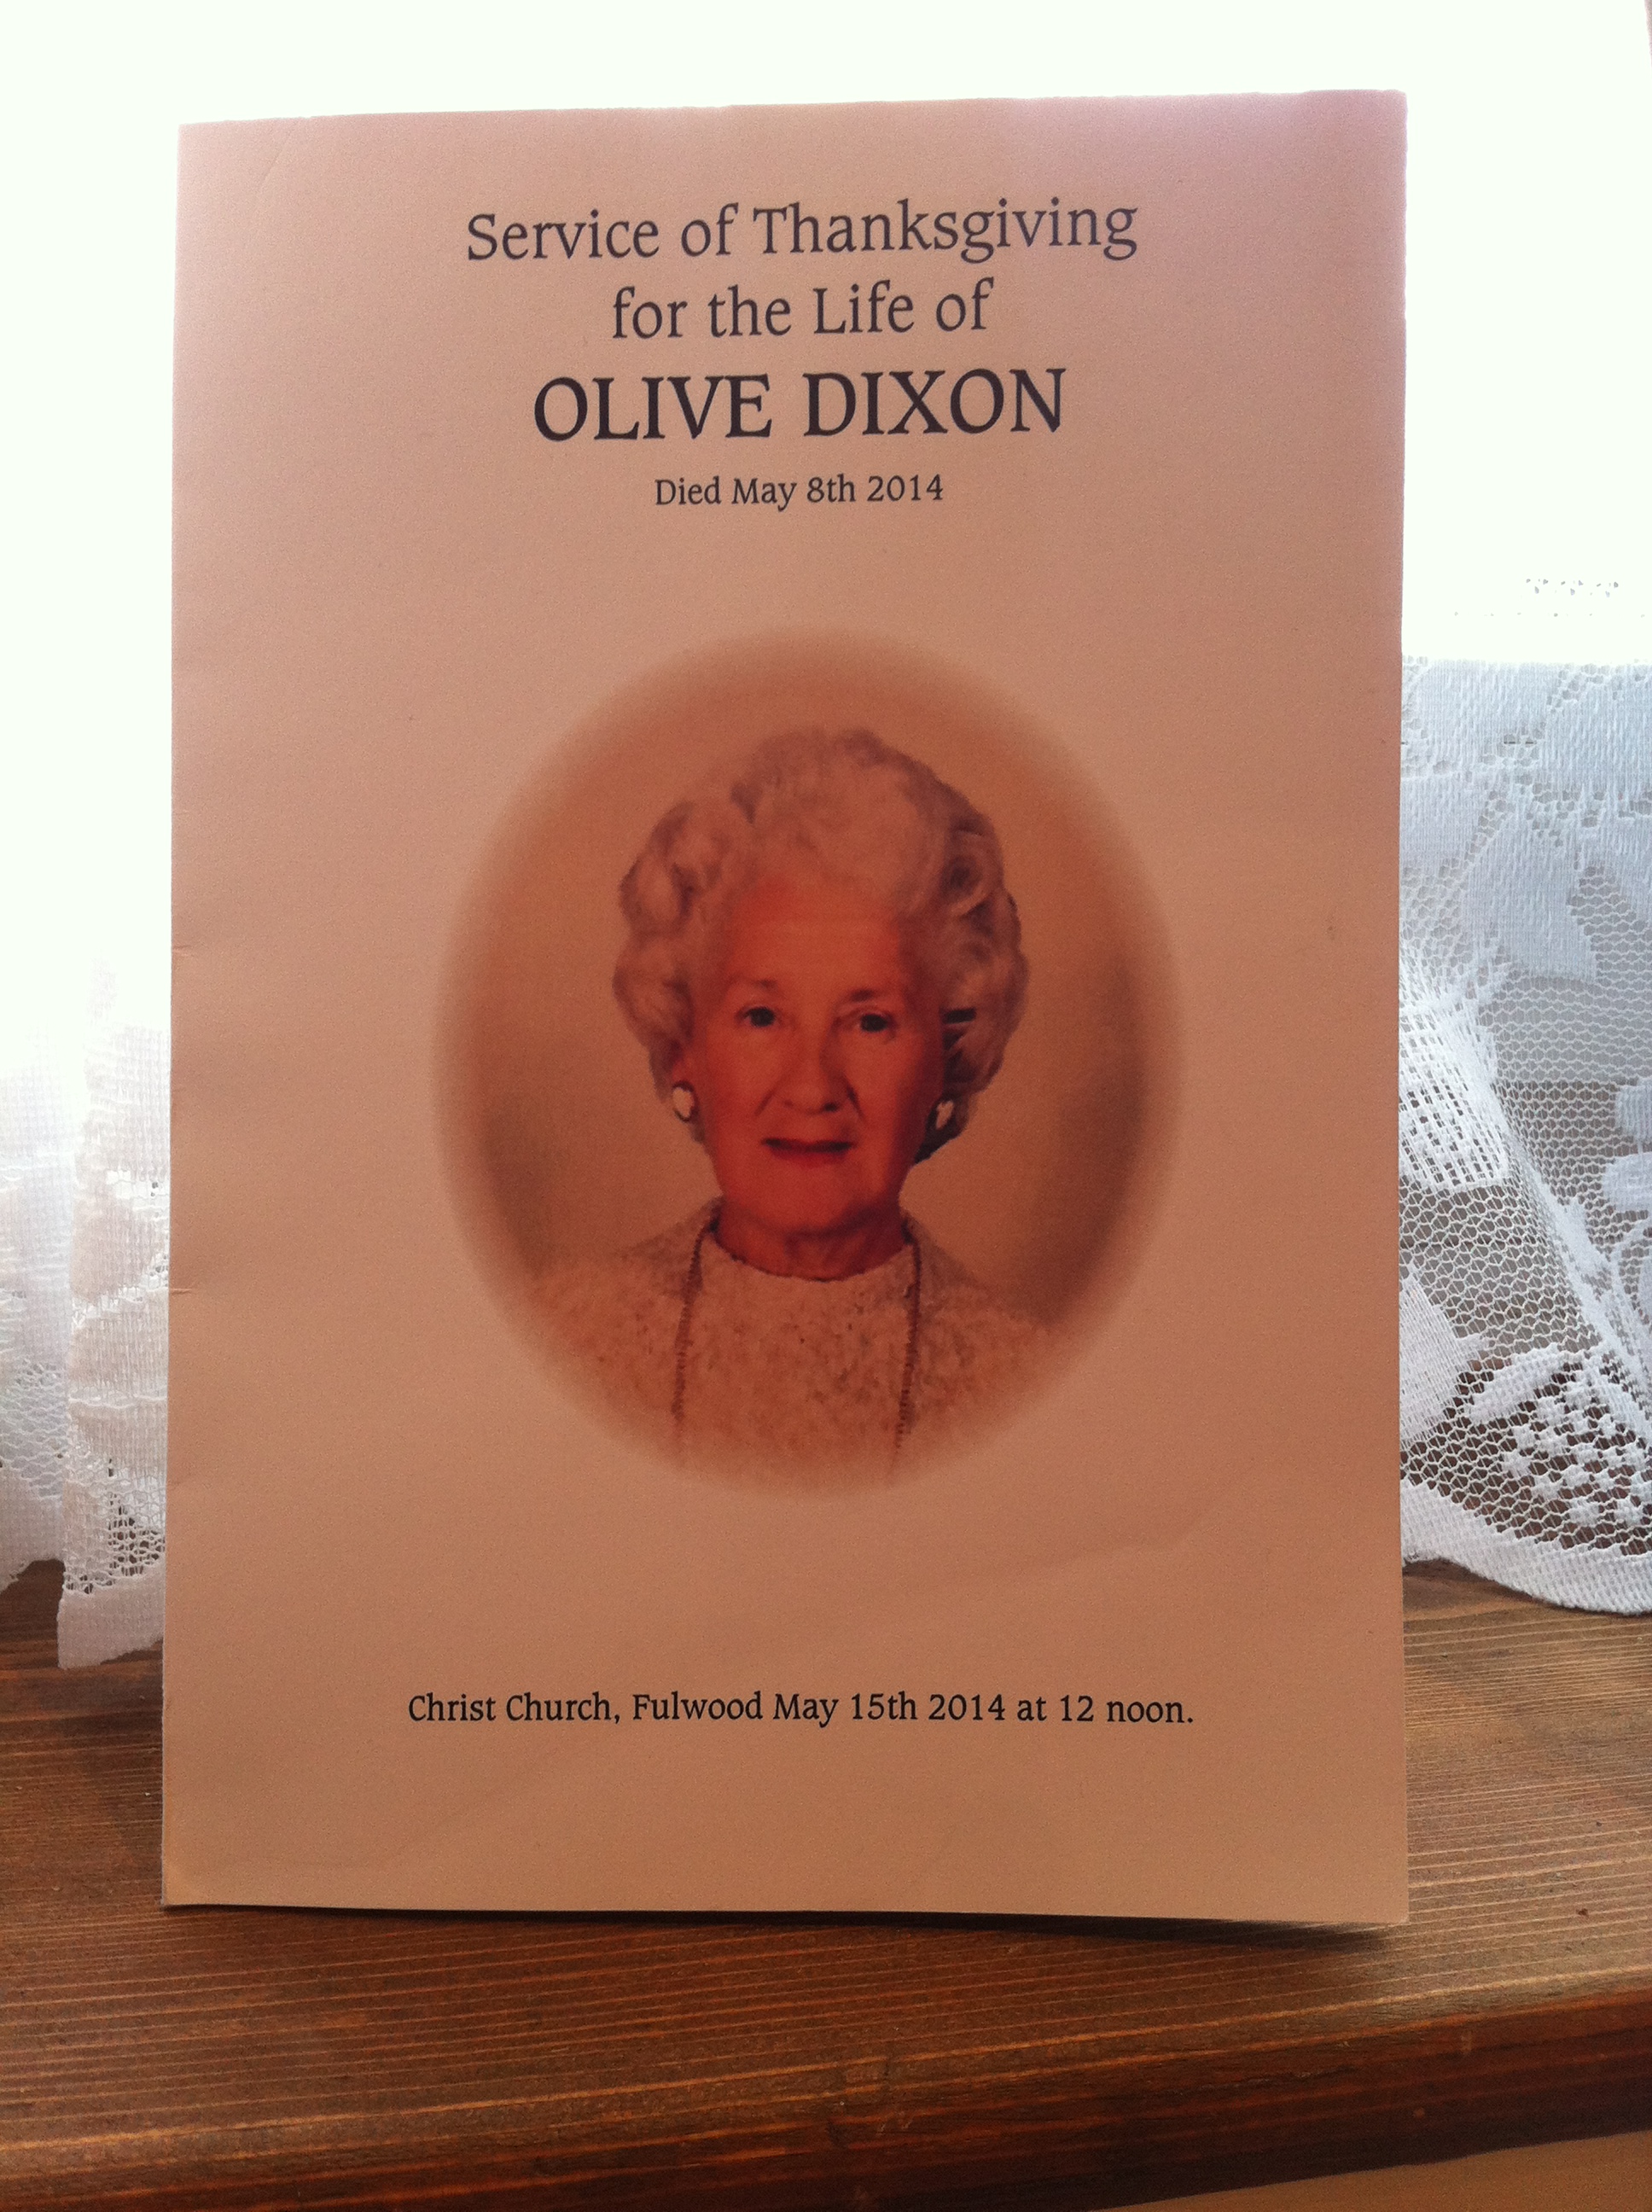 Service of Thanksgiving
for the Life of
OLIVE DIXON
Died May 8th 2014
Christ Church, Fulwood May 15th 2014 at 12 noon.